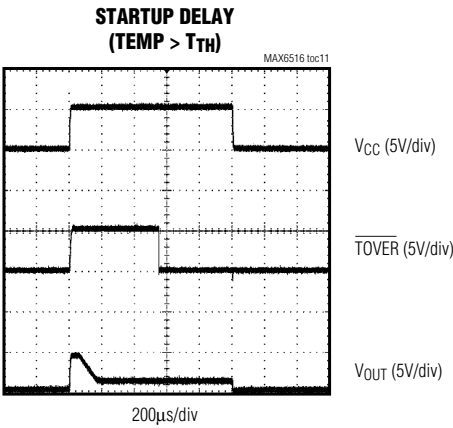 STARTUP DELAY
(TEMP > TTH)
MAX6516 toc11
VCC (5V/div)
TOVER (5V/div)
VOUT (5V/div)
200µs/div